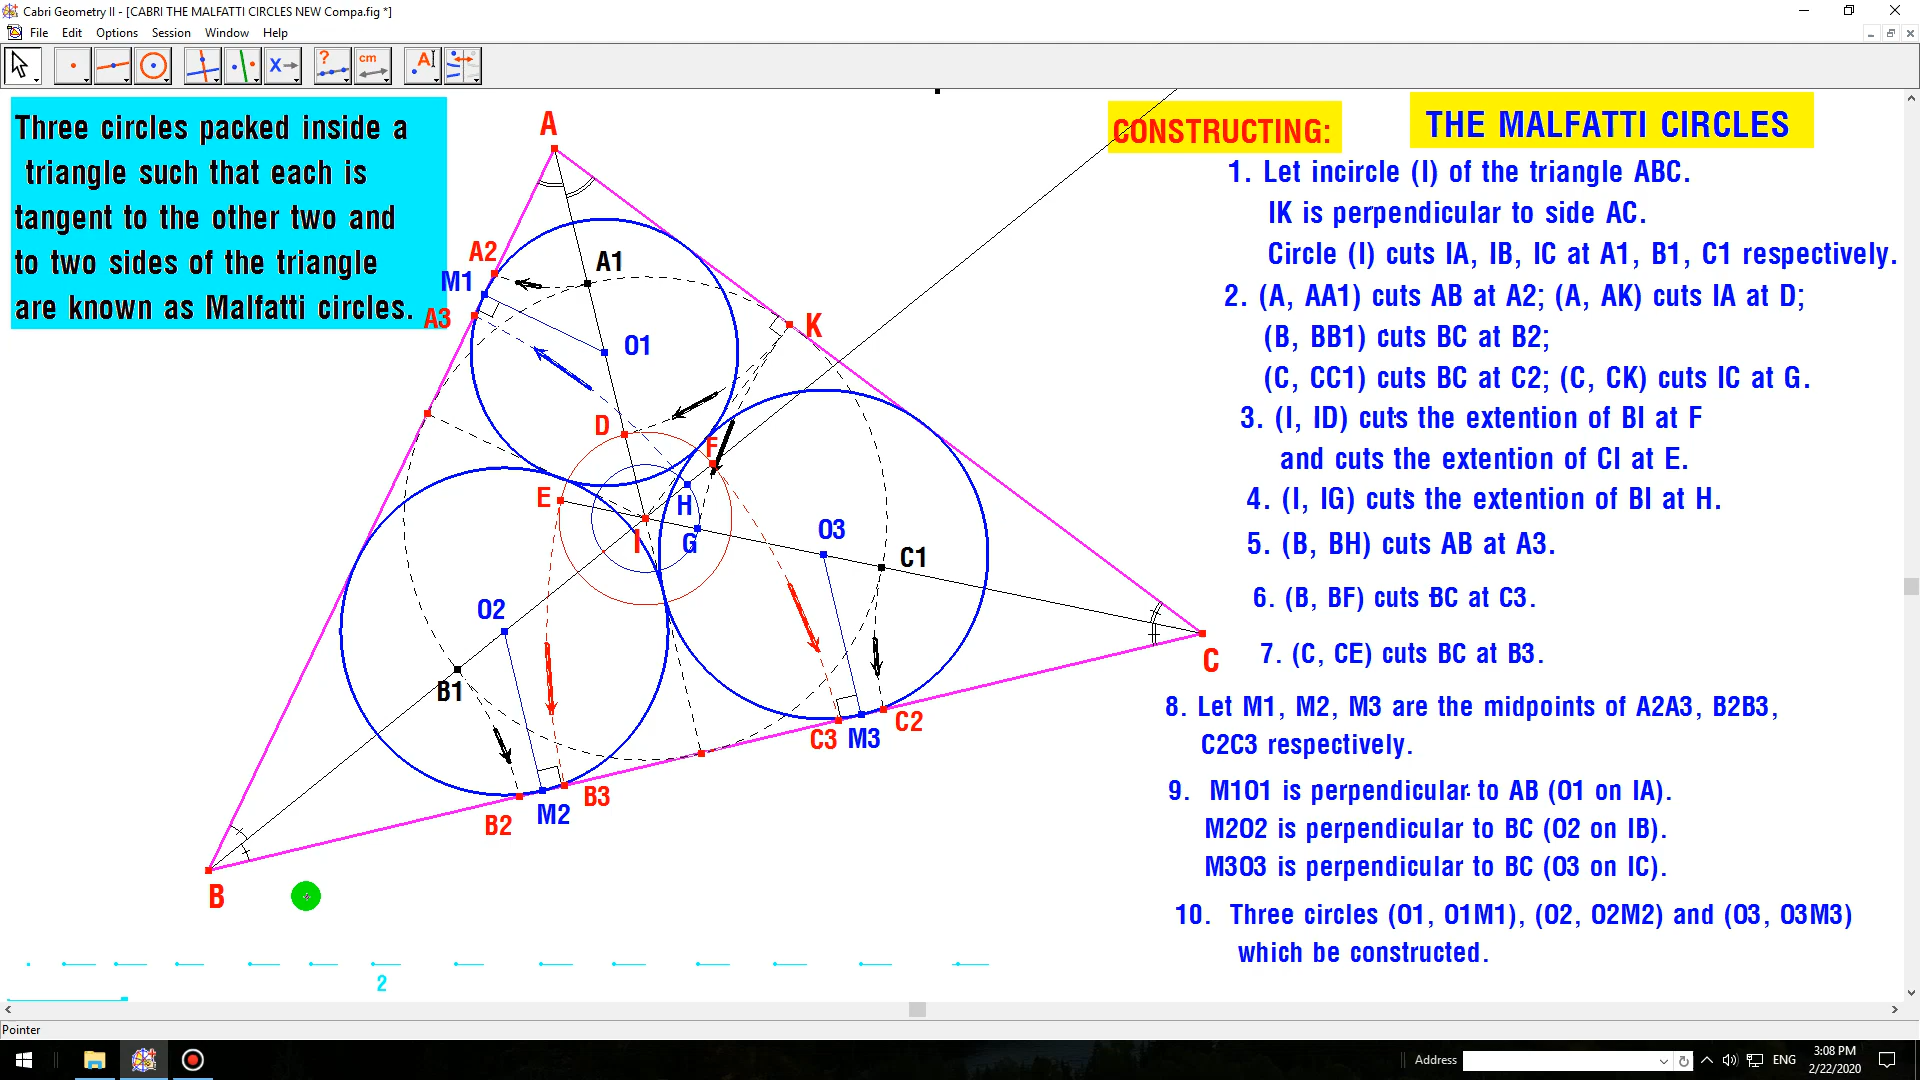 Cabri Geometry II - [CABRI THE MALFATTI CIRCLES NEW Compa.fig *]
File Edit Options Session Window Help
? cm A
X
Three circles packed inside a
triangle such that each is
tangent to the other two and
to two sides of the triangle
are known as Malfatti circles.
CONSTRUCTING:
THE MALFATTI CIRCLES
1. Let incircle (I) of the triangle ABC.
IK is perpendicular to side AC.
Circle (I) cuts IA, IB, IC at A1, B1, C1 respectively.
2. (A, AA1) cuts AB at A2; (A, AK) cuts IA at D;
(B, BB1) cuts BC at B2;
(C, CC1) cuts BC at C2; (C, CK) cuts IC at G.
3. (I, ID) cuts the extention of BI at F
and cuts the extention of CI at E.
4. (I, IG) cuts the extention of BI at H.
5. (B, BH) cuts AB at A3.
6. (B, BF) cuts BC at C3.
7. (C, CE) cuts BC at B3.
8. Let M1, M2, M3 are the midpoints of A2A3, B2B3,
C2C3 respectively.
9. M1O1 is perpendicular to AB (O1 on IA).
M2O2 is perpendicular to BC (O2 on IB).
M3O3 is perpendicular to BC (O3 on IC).
10. Three circles (O1, O1M1), (O2, O2M2) and (O3, O3M3)
which be constructed.
A
A2
A1
M1
A3
K
O1
D
F
E
H
I
G
O3
C1
O2
B1
C
C2
C3
M3
B3
M2
B2
B
2
Pointer
Address
ENG
3:08 PM
2/22/2020